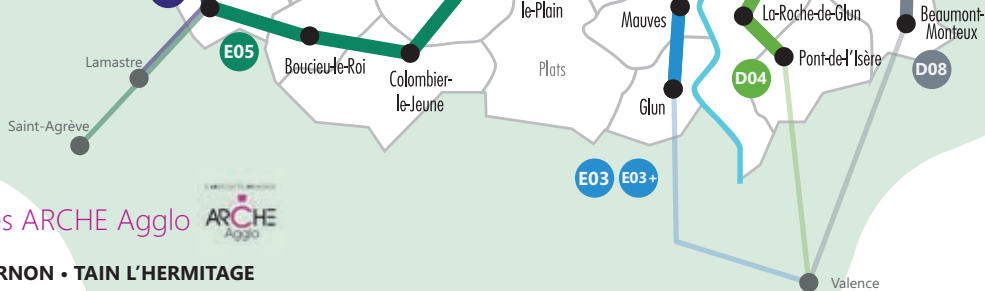 le-Plain
Mauves
La-Roche-de-Glun
Beaumont-
Monteux
E05
Boucieu-le-Roi
Colombier-
le-Jeune
Plats
Pont-de-l'Isère
D04
D08
Lamastre
Glun
Saint-Agrève
E03
E03+
es ARCHE Agglo
ARCHE
Agglo
RNON • TAIN L'HERMITAGE
Valence